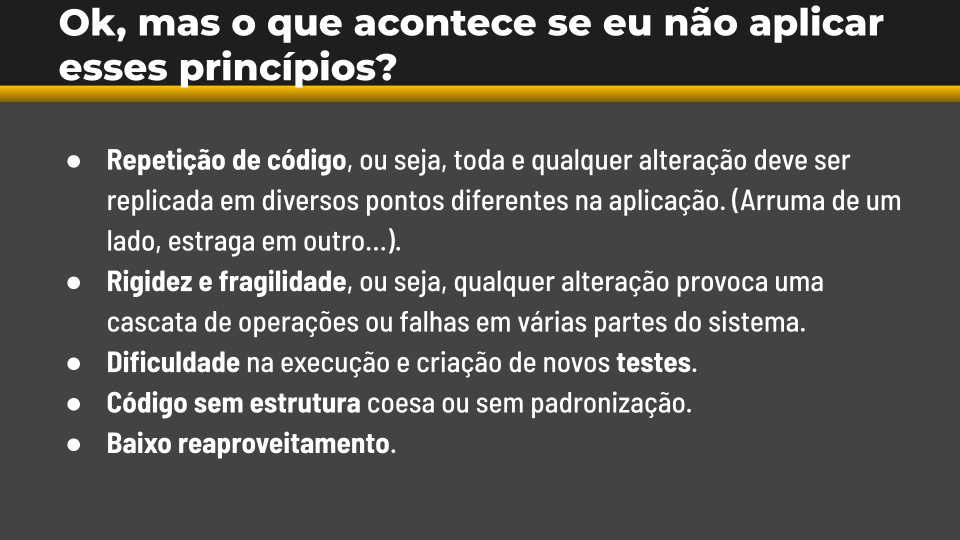 Ok, mas o que acontece se eu não aplicar
esses princípios?
● Repetição de código, ou seja, toda e qualquer alteração deve ser
replicada em diversos pontos diferentes na aplicação. (Arruma de um
lado, estraga em outro...).
● Rigidez e fragilidade, ou seja, qualquer alteração provoca uma
cascata de operações ou falhas em várias partes do sistema.
● Dificuldade na execução e criação de novos testes.
● Código sem estrutura coesa ou sem padronização.
● Baixo reaproveitamento.